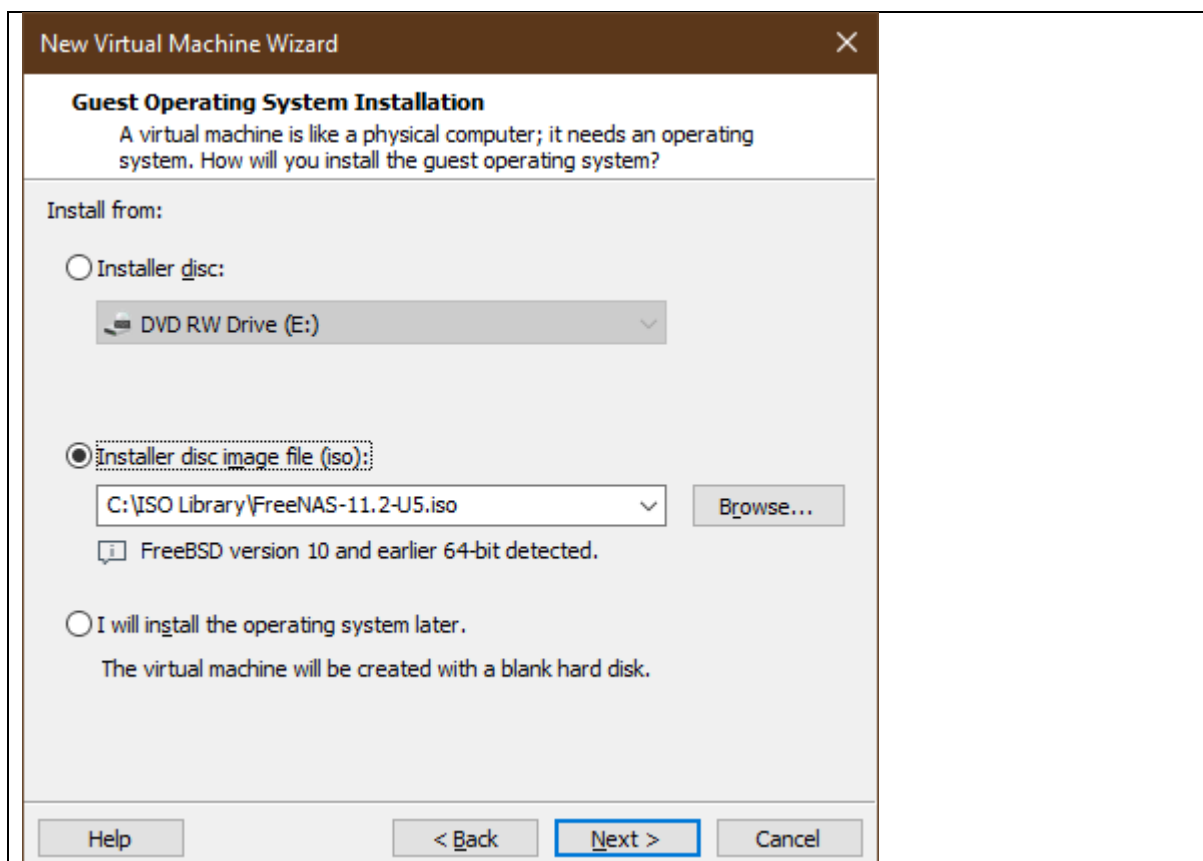 New Virtual Machine Wizard
Guest Operating System Installation
A virtual machine is like a physical computer; it needs an operating
system. How will you install the guest operating system?
Install from:
Installer disc:
DVD RW Drive (E:)
Installer disc image file (iso):
C:\ISO Library\FreeNAS-11.2-U5.iso
Browse...
FreeBSD version 10 and earlier 64-bit detected.
I will install the operating system later.
The virtual machine will be created with a blank hard disk.
Help
< Back
Next >
Cancel